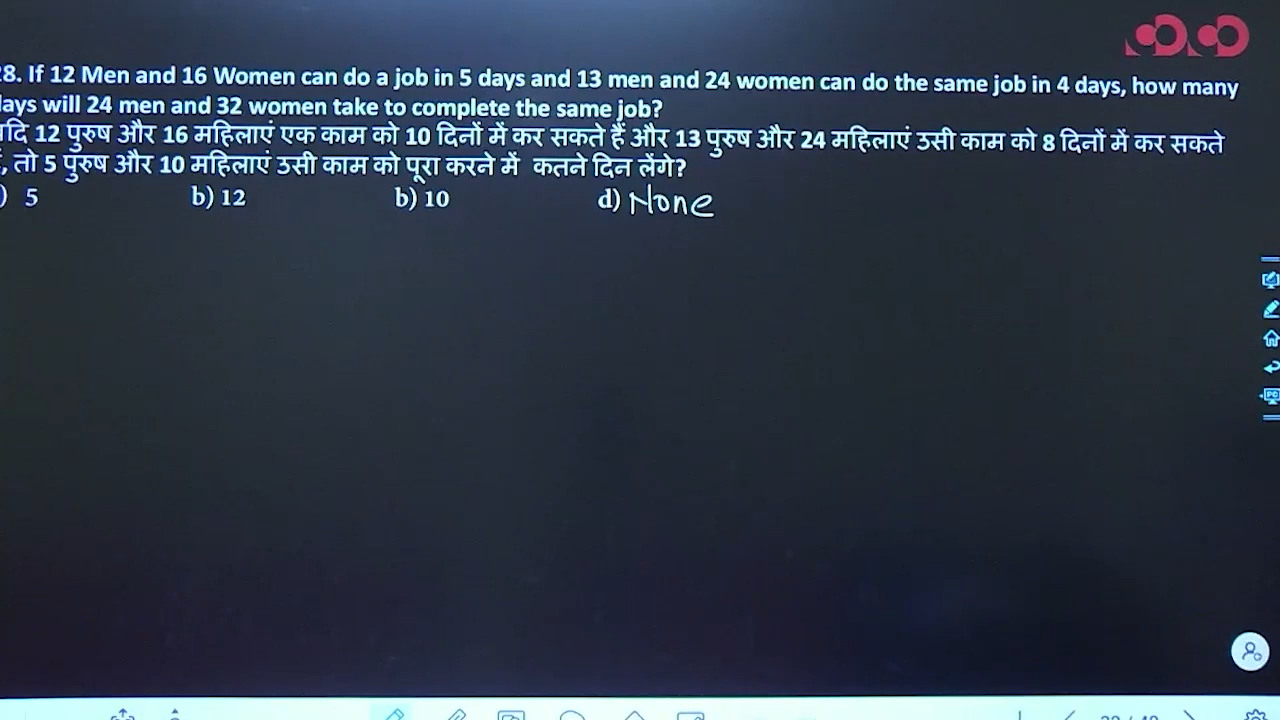 28. If 12 Men and 16 Women can do a job in 5 days and 13 men and 24 women can do the same job in 4 days, how many
days will 24 men and 32 women take to complete the same job?
यदि 12 पुरुष और 16 महिलाएं एक काम को 10 दिनों में कर सकते हैं और 13 पुरुष और 24 महिलाएं उसी काम को 8 दिनों में कर सकते
, तो 5 पुरुष और 10 महिलाएं उसी काम को पूरा करने में कतने दिन लेंगे?
) 5 b) 12 b) 10 d) None